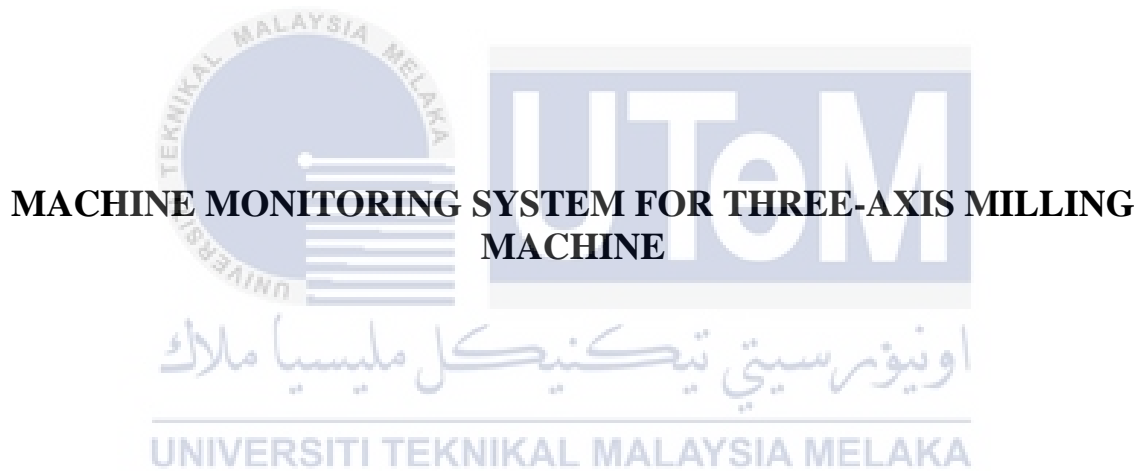 UNIVERSITI TEKNIKAL MALAYSIA MELAKA
UTeM
MACHINE MONITORING SYSTEM FOR THREE-AXIS MILLING
MACHINE
اونيۏرسيتي تيکنيکل مليسيا ملاك
UNIVERSITI TEKNIKAL MALAYSIA MELAKA